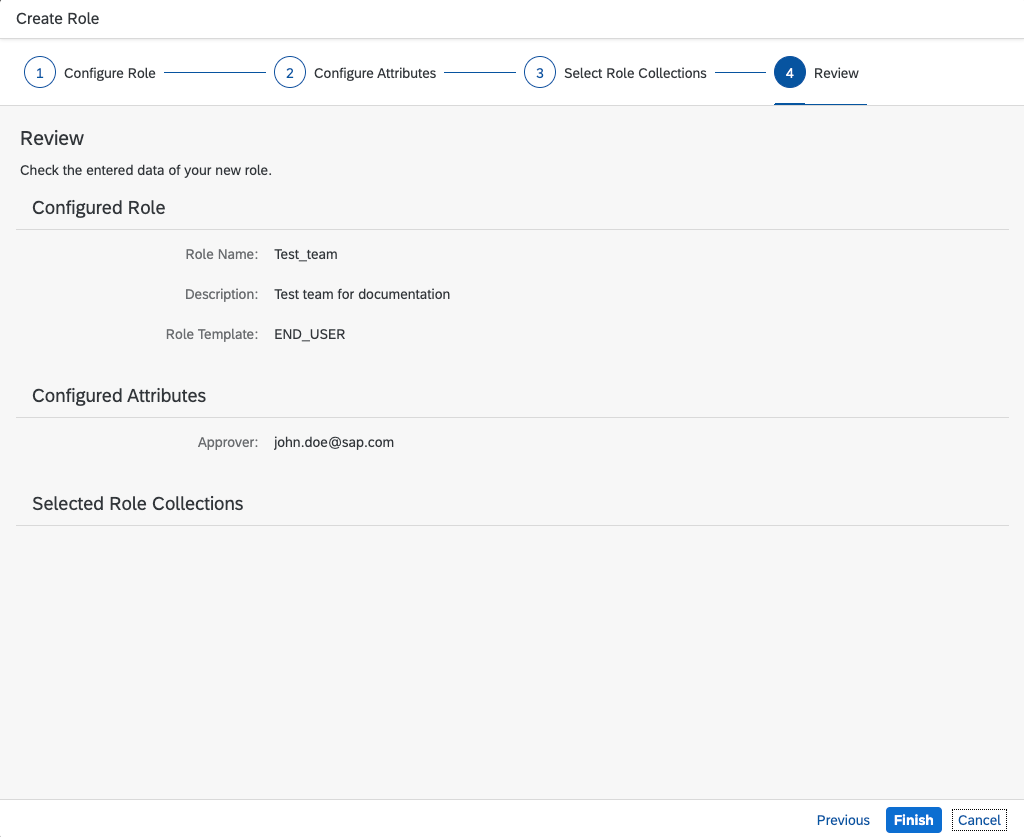 Create Role
1 Configure Role 2 Configure Attributes 3 Select Role Collections 4 Review
Review
Check the entered data of your new role.
Configured Role
Role Name: Test_team
Description: Test team for documentation
Role Template: END_USER
Configured Attributes
Approver: john.doe@sap.com
Selected Role Collections
Previous Finish Cancel